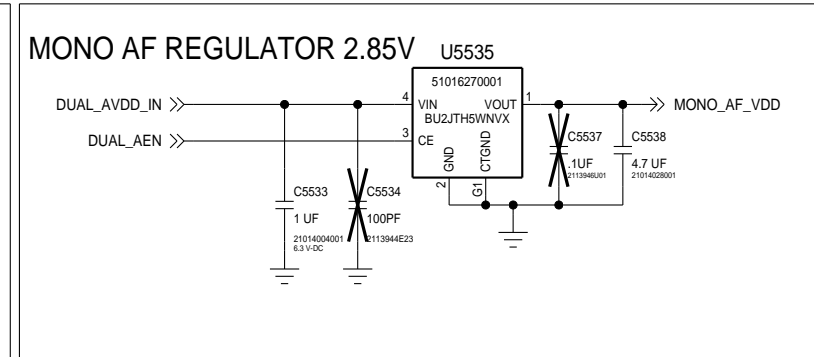 MONO AF REGULATOR 2.85V
U5535
51016270001
DUAL_AVDD_IN
4
VIN
VOUT
1
MONO_AF_VDD
BU2JTH5WNVX
DUAL_AEN
3
CE
GND
CTGND
2
G1
C5533
1 UF
21014004001
6.3 V-DC
C5534
100PF
2113944E23
C5537
.1UF
2113946U01
C5538
4.7 UF
21014028001